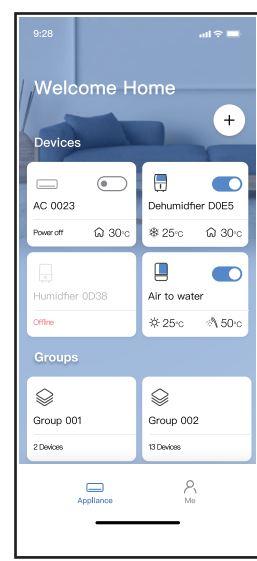 9:28
Welcome Home
Devices
AC 0023
Power off 30°C
Dehumidfier D0E5
25°C 30°C
Humidfier 0D38
Offline
Air to water
25°C 50°C
Groups
Group 001
2 Devices
Group 002
13 Devices
Appliance
Me